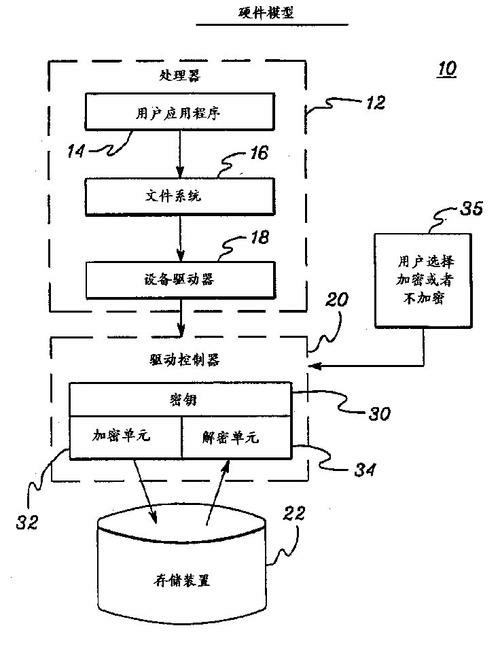 硬件模型
处理器
10
用户应用程序
12
14
16
文件系统
18
设备驱动器
35
用户选择
加密或者
不加密
20
驱动控制器
密钥
30
加密单元
解密单元
32
34
22
存储装置